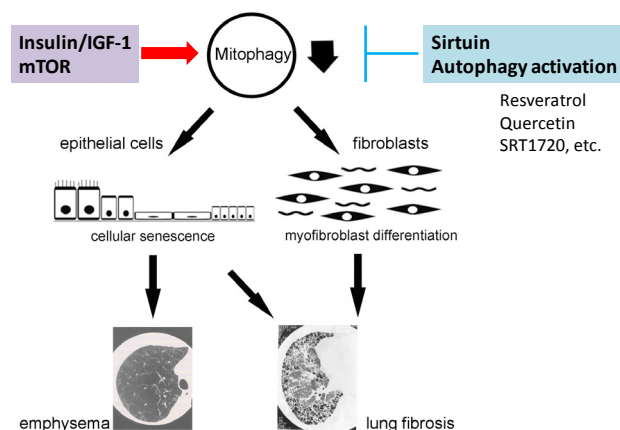 Insulin/IGF-1
mTOR
Mitophagy
Sirtuin
Autophagy activation
Resveratrol
Quercetin
SRT1720, etc.
epithelial cells
fibroblasts
cellular senescence
myofibroblast differentiation
emphysema
lung fibrosis